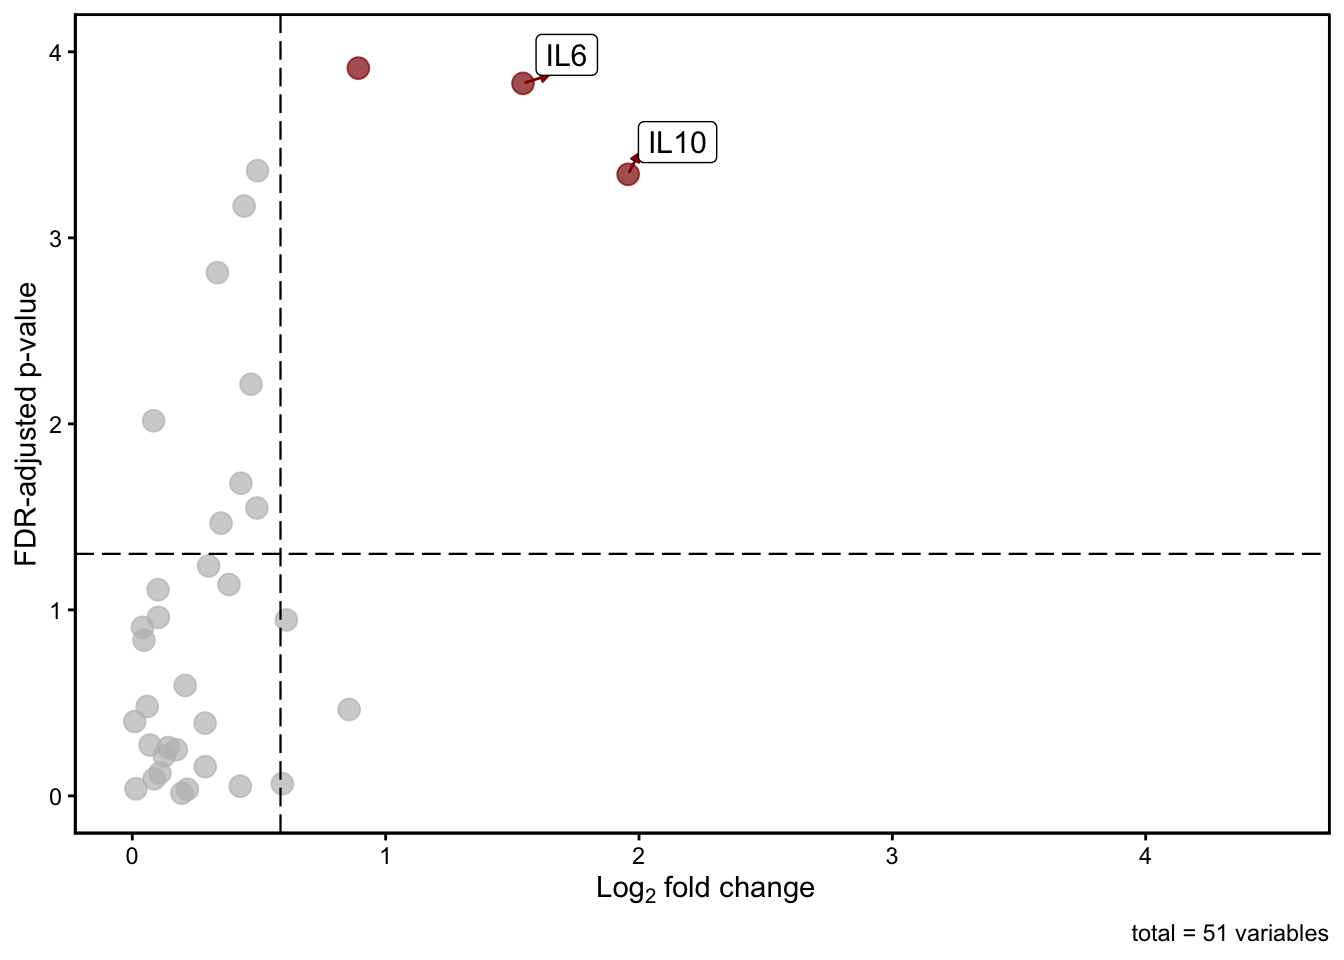 4
IL6
IL10
3
2
1
0
FDR-adjusted p-value
0 1 2 3 4
Log2 fold change
total = 51 variables